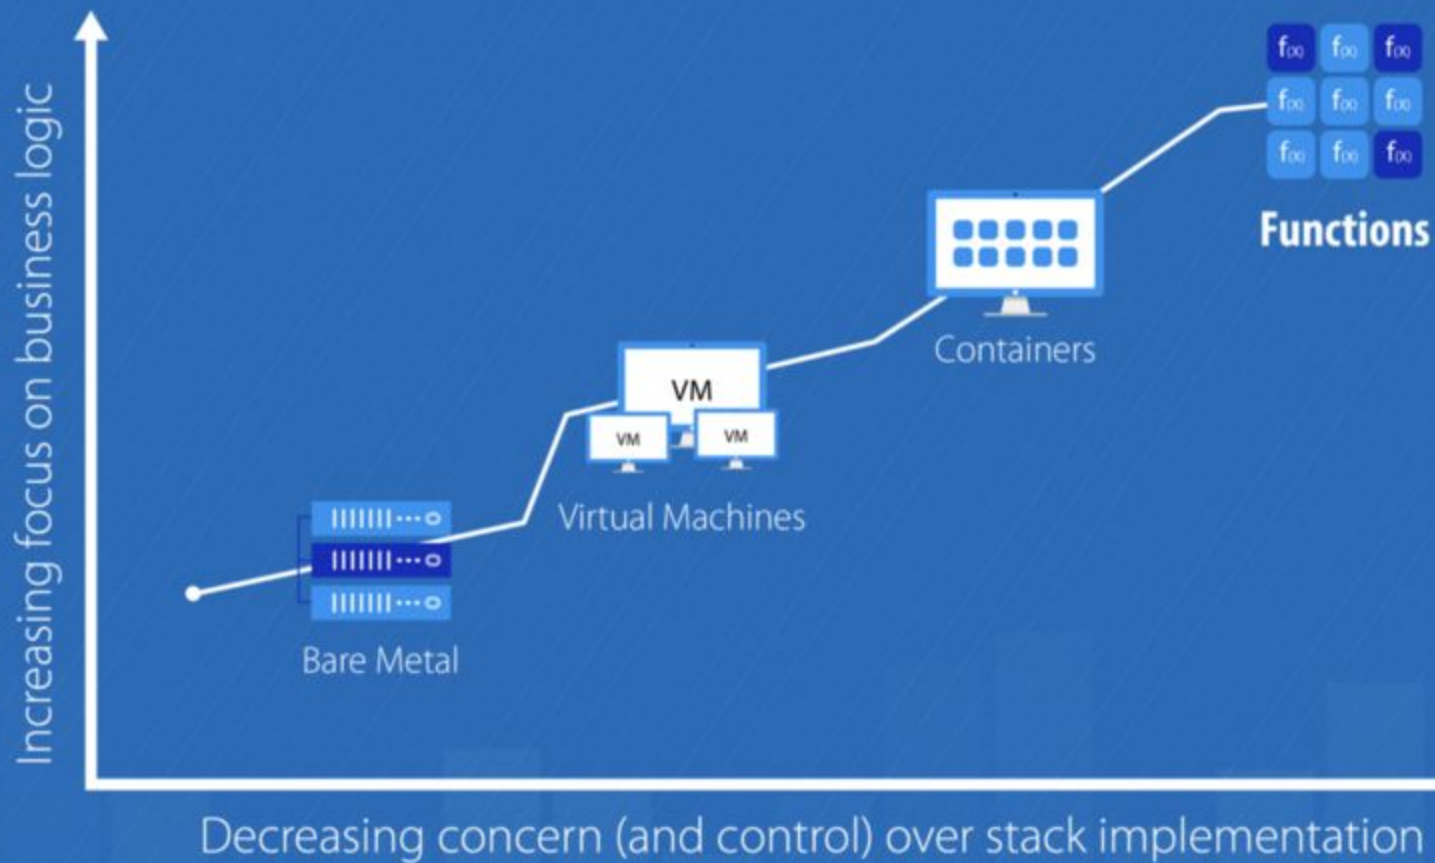 Increasing focus on business logic
f(x) f(x) f(x)
f(x) f(x) f(x)
f(x) f(x) f(x)
Functions
Containers
VM
VM VM
Virtual Machines
Bare Metal
Decreasing concern (and control) over stack implementation